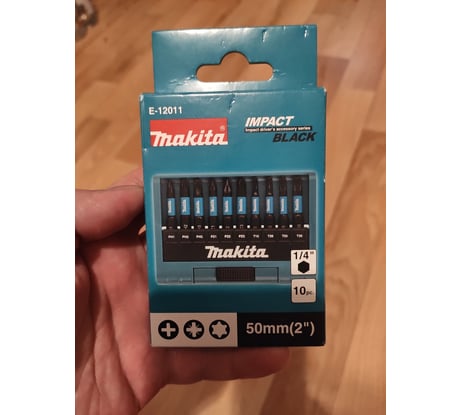 E-12011
makita®
IMPACT
Impact driver's accessory series
BLACK
makita
1/4"
10pc.
50mm(2")